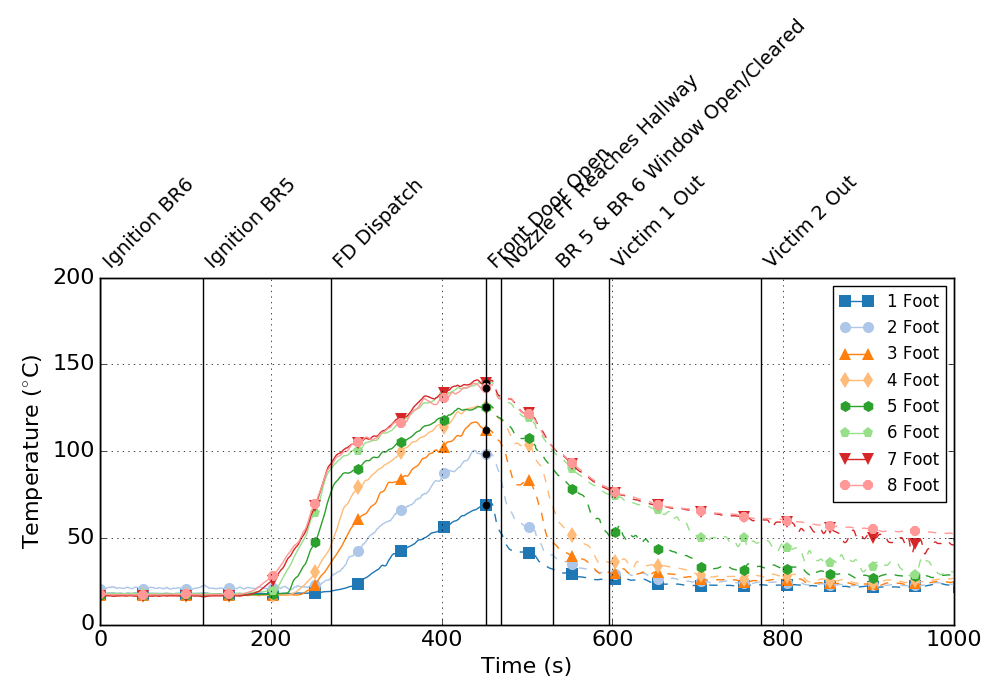 Ignition BR6
Ignition BR5
FD Dispatch
Front Door Open
Nozzle FF Reaches Hallway
BR 5 & BR 6 Window Open/Cleared
Victim 1 Out
Victim 2 Out
200
150
100
50
0
Temperature (°C)
1 Foot
2 Foot
3 Foot
4 Foot
5 Foot
6 Foot
7 Foot
8 Foot
0 200 400 600 800 1000
Time (s)